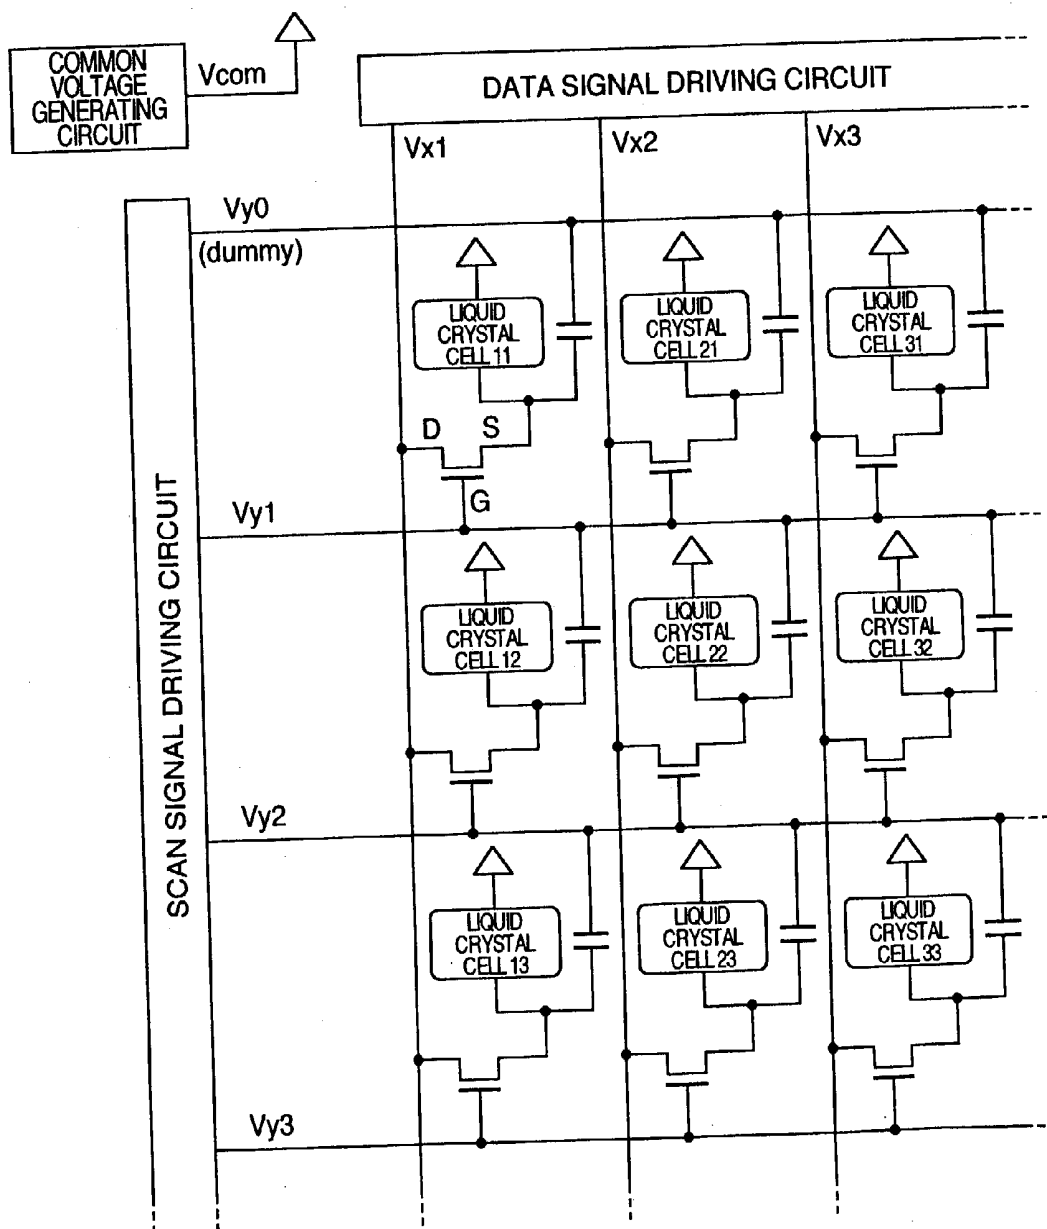 COMMON
VOLTAGE
GENERATING
CIRCUIT
Vcom
DATA SIGNAL DRIVING CIRCUIT
Vx1
Vx2
Vx3
SCAN SIGNAL DRIVING CIRCUIT
Vy0
(dummy)
LIQUID
CRYSTAL
CELL 11
LIQUID
CRYSTAL
CELL 21
LIQUID
CRYSTAL
CELL 31
D
S
G
Vy1
LIQUID
CRYSTAL
CELL 12
LIQUID
CRYSTAL
CELL 22
LIQUID
CRYSTAL
CELL 32
Vy2
LIQUID
CRYSTAL
CELL 13
LIQUID
CRYSTAL
CELL 23
LIQUID
CRYSTAL
CELL 33
Vy3